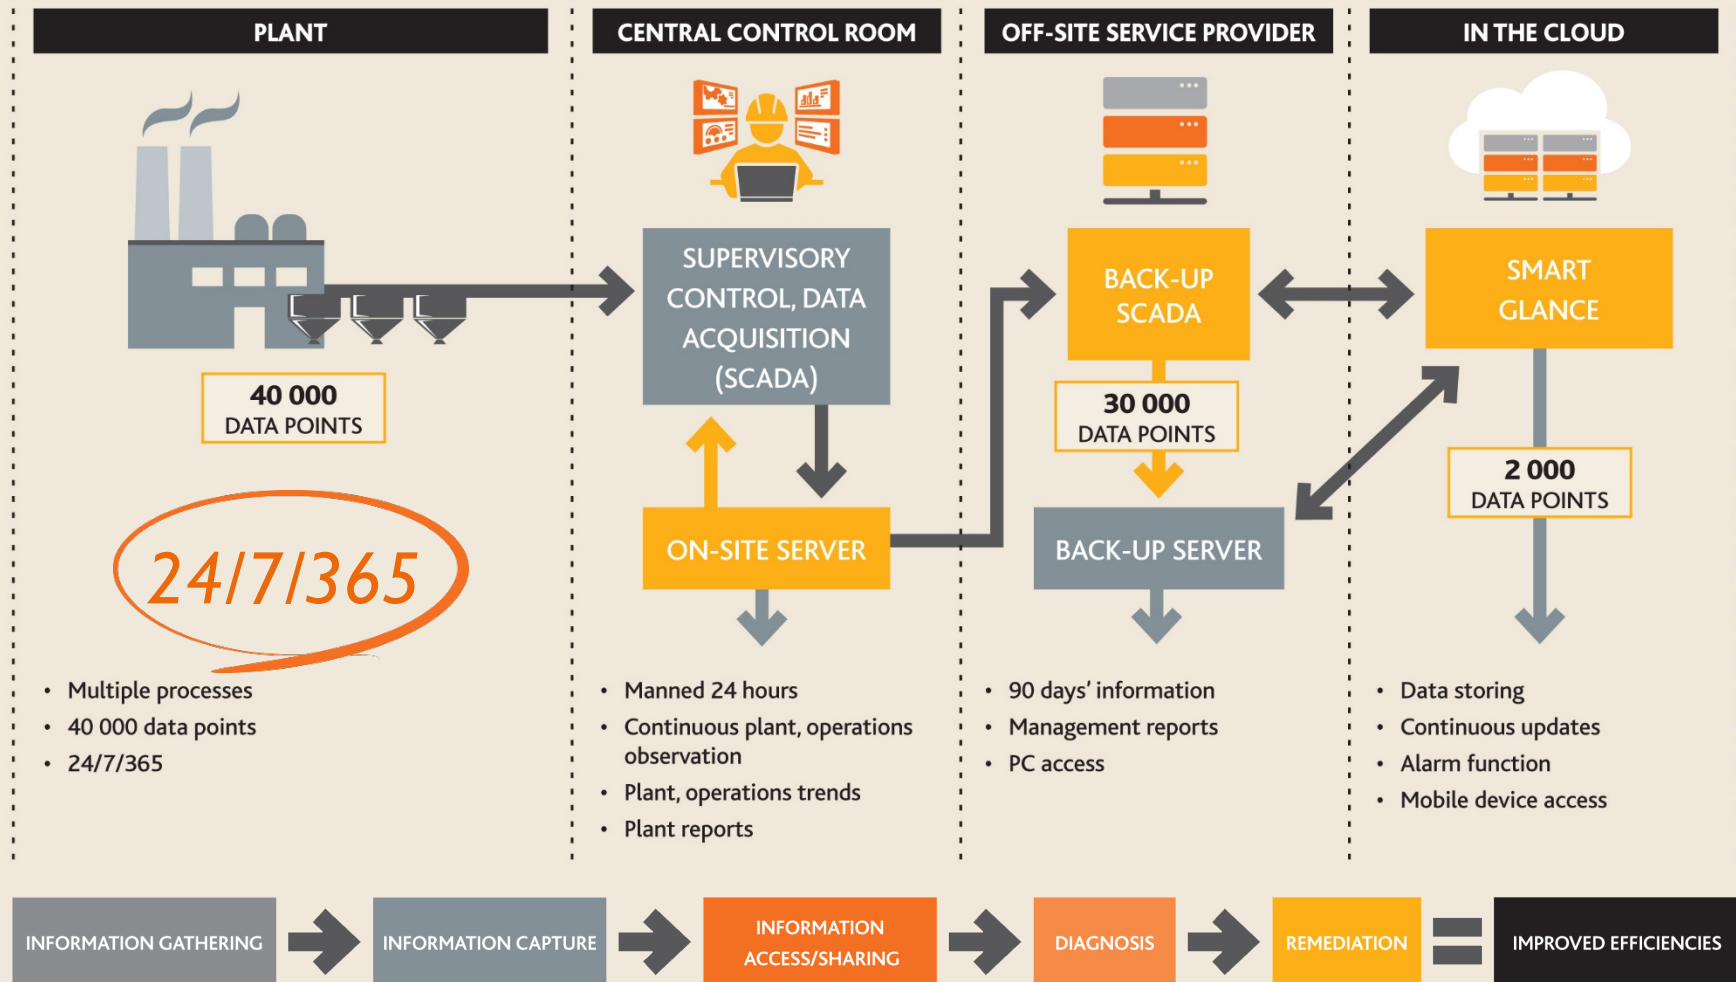 PLANT
CENTRAL CONTROL ROOM
OFF-SITE SERVICE PROVIDER
IN THE CLOUD
SUPERVISORY
CONTROL, DATA
ACQUISITION
(SCADA)
BACK-UP
SCADA
SMART
GLANCE
40 000
DATA POINTS
30 000
DATA POINTS
2 000
DATA POINTS
24/7/365
ON-SITE SERVER
BACK-UP SERVER
• Multiple processes
• 40 000 data points
• 24/7/365
• Manned 24 hours
• Continuous plant, operations
observation
• Plant, operations trends
• Plant reports
• 90 days’ information
• Management reports
• PC access
• Data storing
• Continuous updates
• Alarm function
• Mobile device access
INFORMATION GATHERING
INFORMATION CAPTURE
INFORMATION
ACCESS/SHARING
DIAGNOSIS
REMEDIATION
IMPROVED EFFICIENCIES